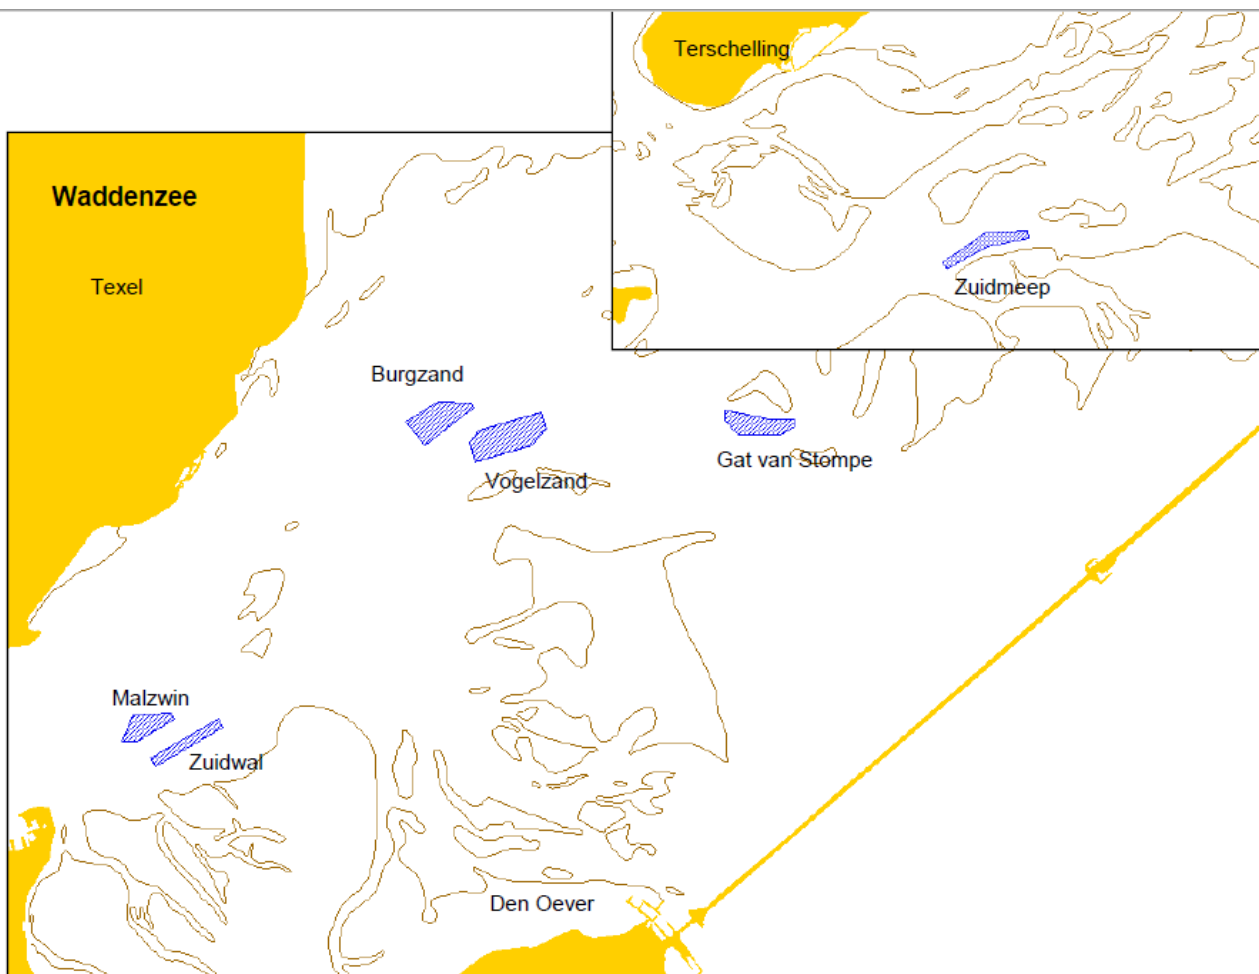 Terschelling
Waddenzee
Texel
Zuidmeep
Burgzand
Gat van Stompe
Vogelzand
Malzwin
Zuidwal
Den Oever